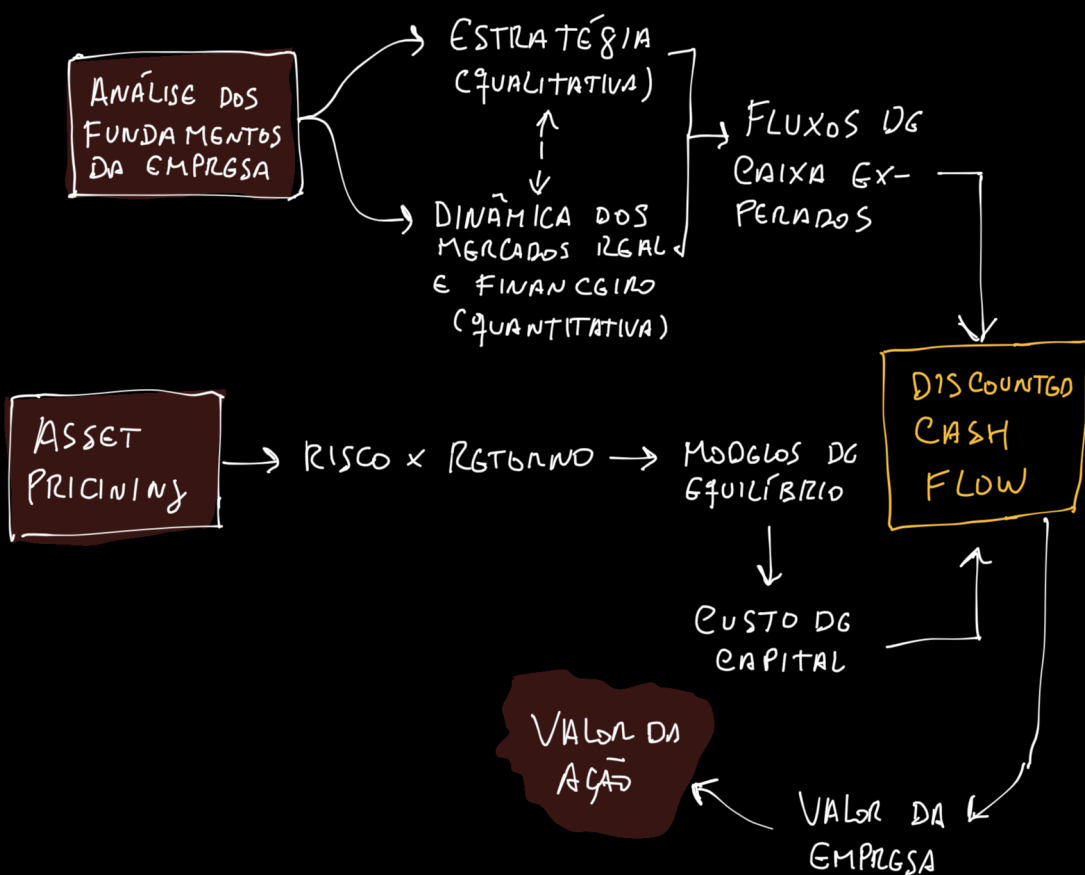 ANÁLISE DOS
FUNDAMENTOS
DA EMPRESA
ESTRATÉGIA
(QUALITATIVA)
DINÂMICA DOS
MERCADOS REAL
E FINANCEIRO
(QUANTITATIVA)
FLUXOS DE
CAIXA EX-
PERADOS
ASSET
PRICINING
RISCO x RETORNO
MODELOS DE
EQUILÍBRIO
CUSTO DE
CAPITAL
DISCOUNTED
CASH
FLOW
VALOR DA
EMPRESA
VALOR DA
AÇÃO